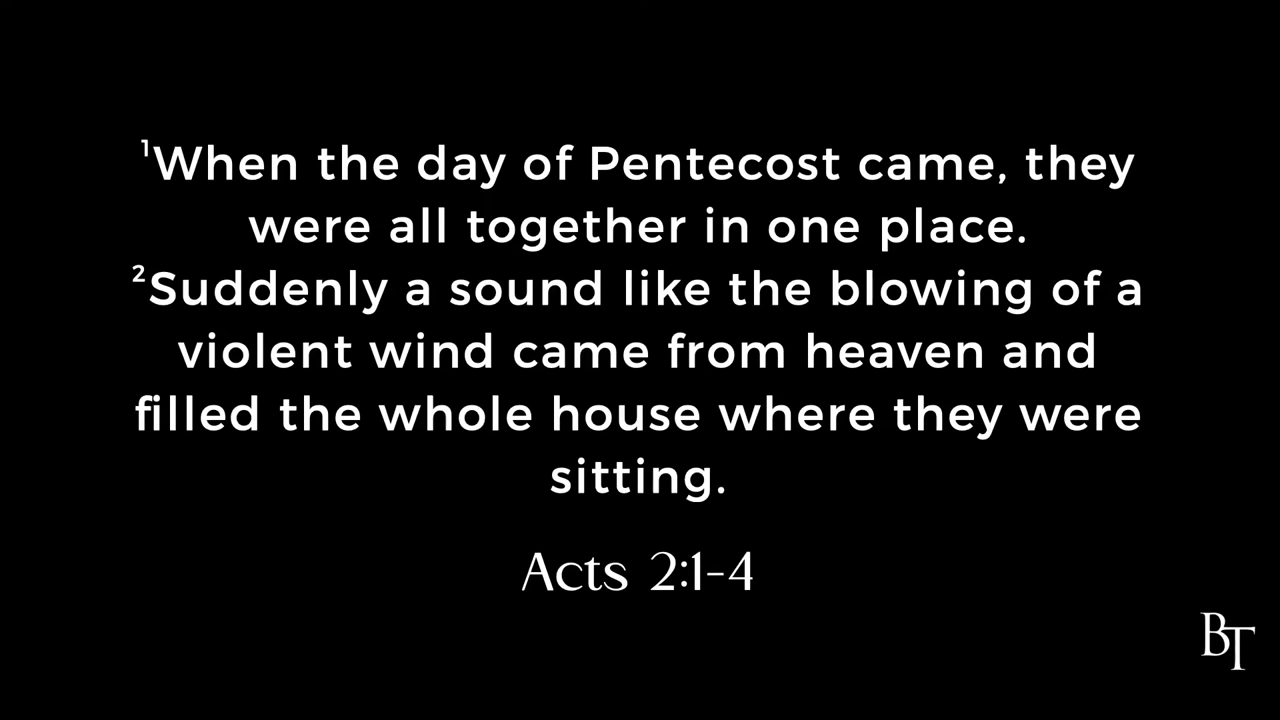 ¹When the day of Pentecost came, they
were all together in one place.
²Suddenly a sound like the blowing of a
violent wind came from heaven and
filled the whole house where they were
sitting.
Acts 2:1-4
BT